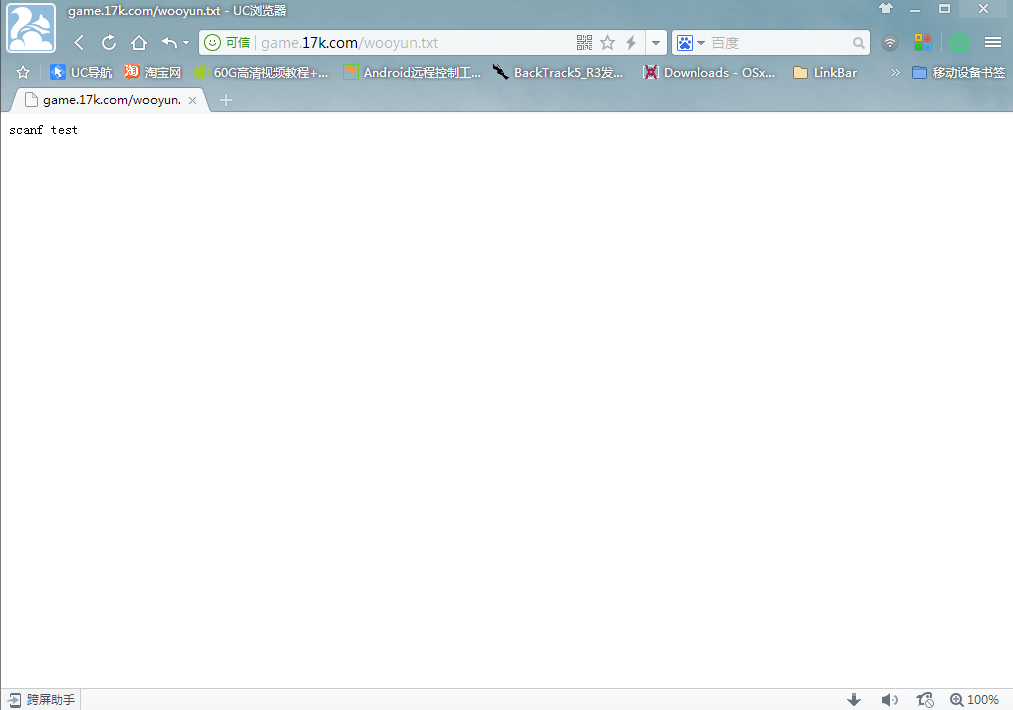 game.17k.com/wooyun.txt - UC浏览器
可信 game.17k.com/wooyun.txt 百度
UC导航 淘宝网 60G高清视频教程+... Android远程控制工... BackTrack5_R3发... Downloads - OSx... LinkBar » 移动设备书签
game.17k.com/wooyun.
scanf test
跨屏助手 100%